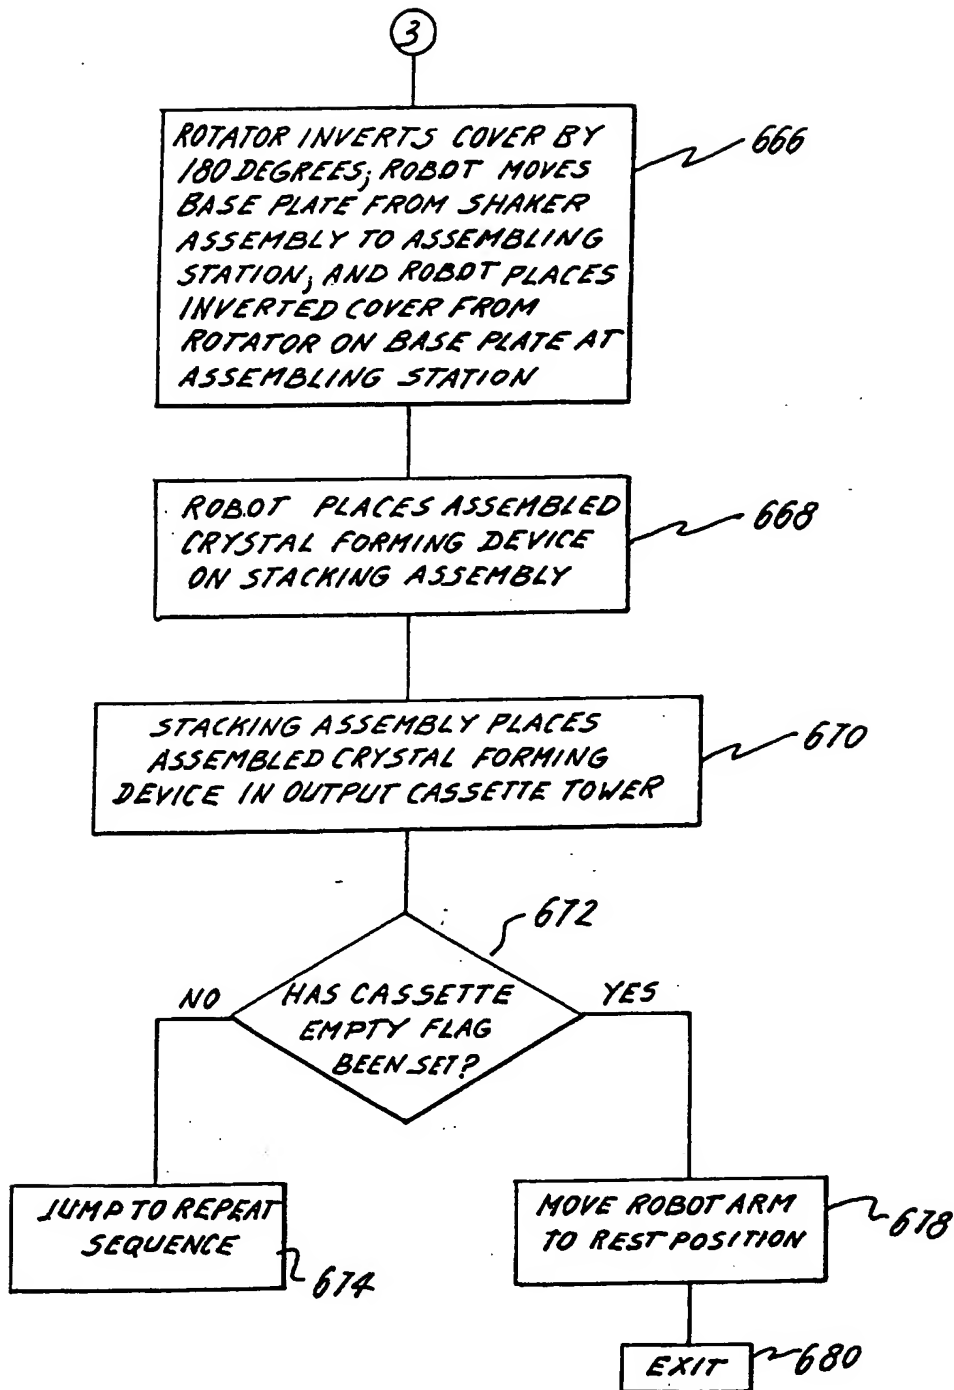 3
ROTATOR INVERTS COVER BY
180 DEGREES; ROBOT MOVES
BASE PLATE FROM SHAKER
ASSEMBLY TO ASSEMBLING
STATION; AND ROBOT PLACES
INVERTED COVER FROM
ROTATOR ON BASE PLATE AT
ASSEMBLING STATION
666
ROBOT PLACES ASSEMBLED
CRYSTAL FORMING DEVICE
ON STACKING ASSEMBLY
668
STACKING ASSEMBLY PLACES
ASSEMBLED CRYSTAL FORMING
DEVICE IN OUTPUT CASSETTE TOWER
670
672
HAS CASSETTE
EMPTY FLAG
BEEN SET?
NO
YES
JUMP TO REPEAT
SEQUENCE
674
MOVE ROBOT ARM
TO REST POSITION
678
EXIT
680